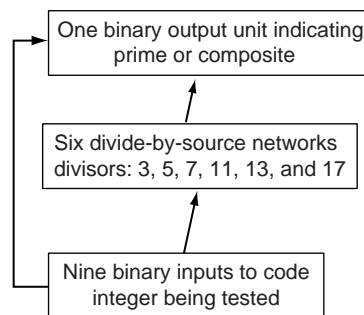 One binary output unit indicating
prime or composite
Six divide-by-source networks
divisors: 3, 5, 7, 11, 13, and 17
Nine binary inputs to code
integer being tested